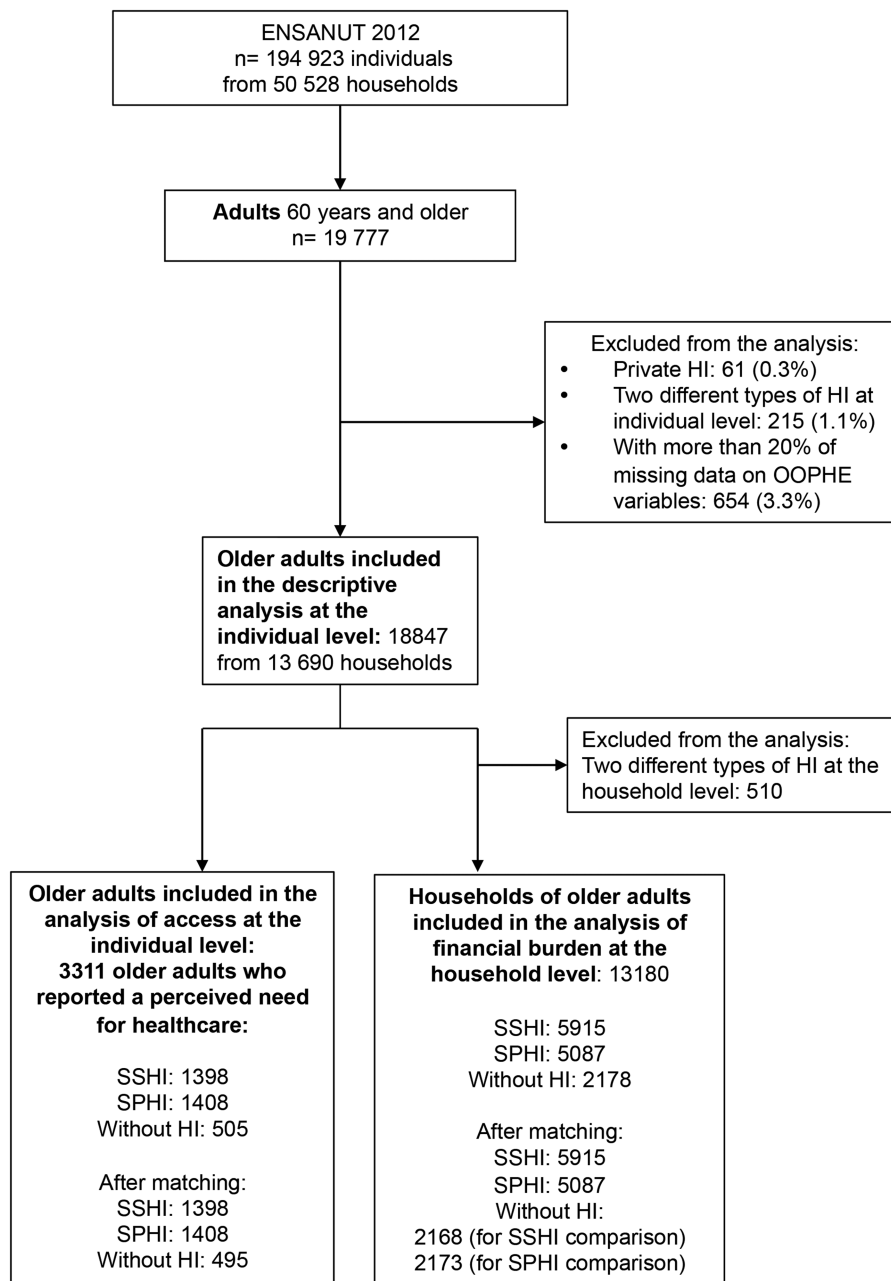 ENSANUT 2012
n= 194 923 individuals
from 50 528 households
Adults 60 years and older
n= 19 777
Excluded from the analysis:
• Private HI: 61 (0.3%)
• Two different types of HI at
individual level: 215 (1.1%)
• With more than 20% of
missing data on OOPHE
variables: 654 (3.3%)
Older adults included
in the descriptive
analysis at the
individual level: 18847
from 13 690 households
Excluded from the analysis:
Two different types of HI at the
household level: 510
Older adults included in the
analysis of access at the
individual level:
3311 older adults who
reported a perceived need
for healthcare:
SSHI: 1398
SPHI: 1408
Without HI: 505
After matching:
SSHI: 1398
SPHI: 1408
Without HI: 495
Households of older adults
included in the analysis of
financial burden at the
household level: 13180
SSHI: 5915
SPHI: 5087
Without HI: 2178
After matching:
SSHI: 5915
SPHI: 5087
Without HI:
2168 (for SSHI comparison)
2173 (for SPHI comparison)